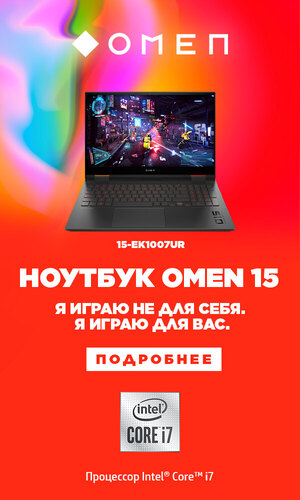 OMEN
15-EK1007UR
НОУТБУК OMEN 15
Я ИГРАЮ НЕ ДЛЯ СЕБЯ.
Я ИГРАЮ ДЛЯ ВАС.
ПОДРОБНЕЕ
intel®
CORE™ i7
Процессор Intel® Core™ i7